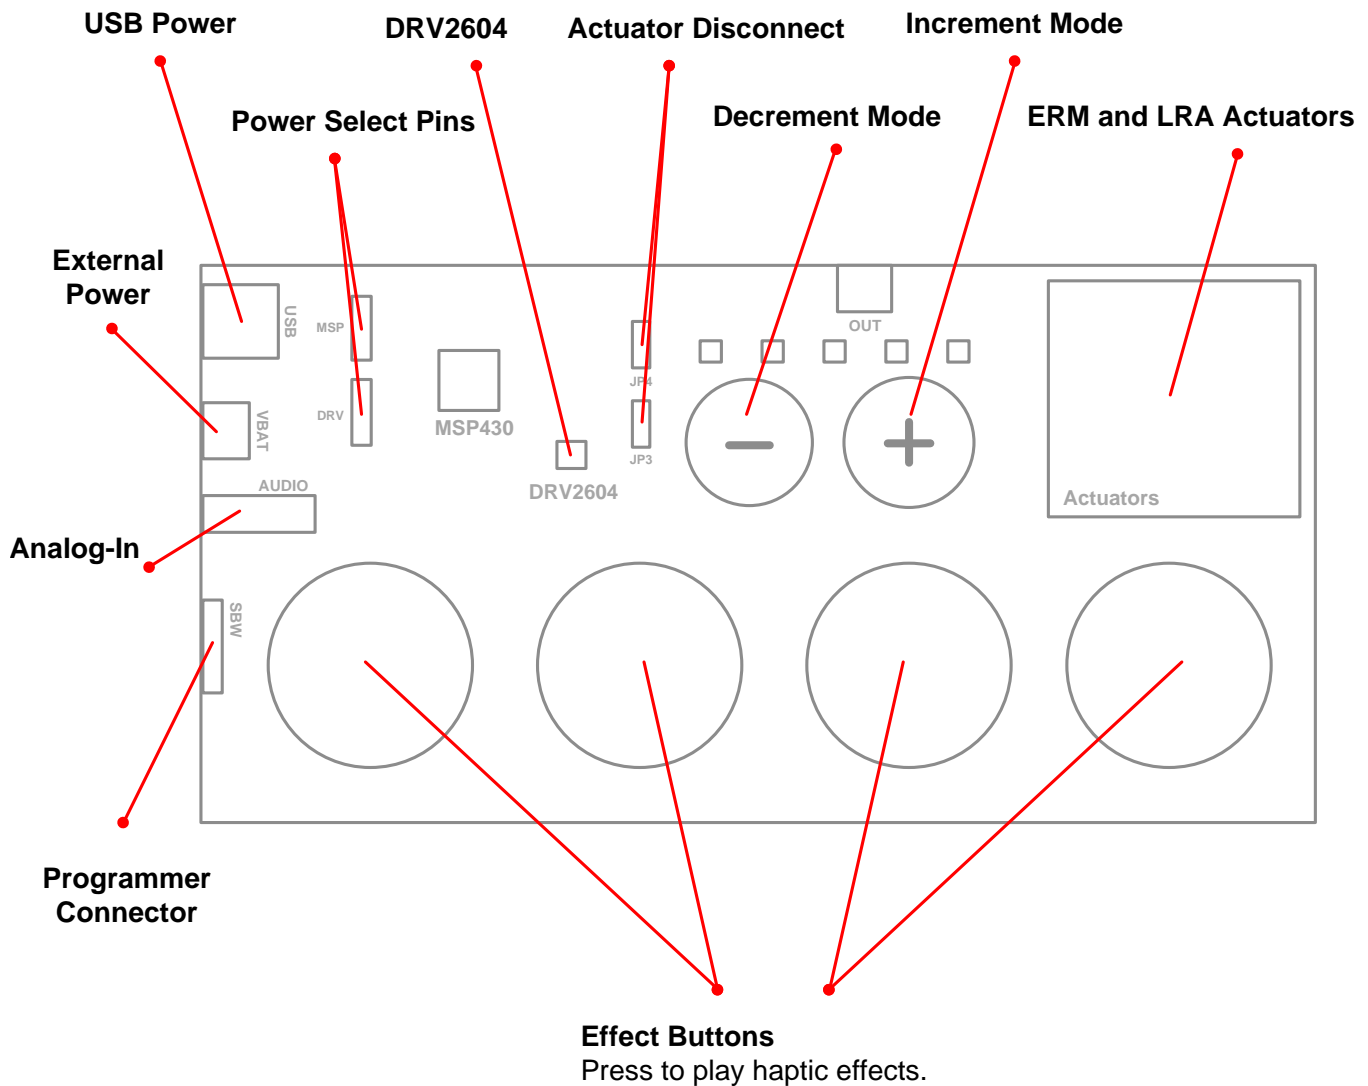 USB Power
DRV2604
Actuator Disconnect
Increment Mode
Power Select Pins
Decrement Mode
ERM and LRA Actuators
External
Power
USB
MSP
OUT
JP4
VBAT
DRV
MSP430
JP3
AUDIO
DRV2604
Actuators
Analog-In
SBW
Programmer
Connector
Effect Buttons
Press to play haptic effects.